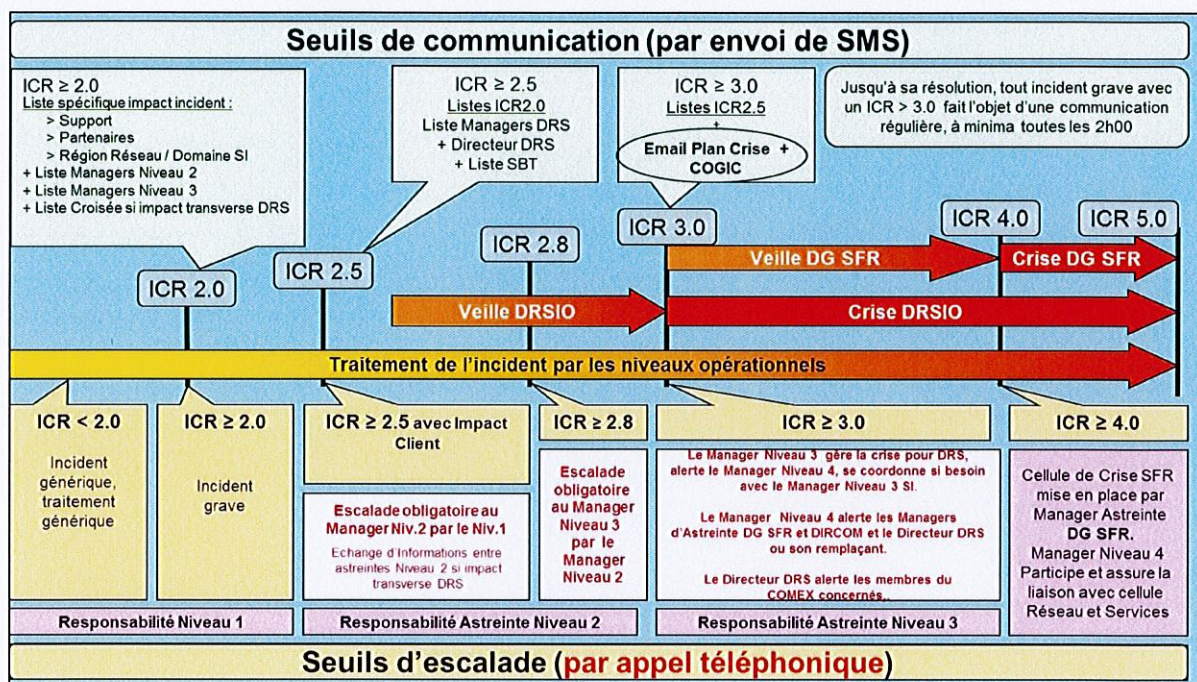 Seuils de communication (par envoi de SMS)
ICR ≥ 2.0
Liste spécifique impact incident :
> Support
> Partenaires
> Région Réseau / Domaine SI
+ Liste Managers Niveau 2
+ Liste Managers Niveau 3
+ Liste Croisée si impact transverse DRS
ICR ≥ 2.5
Listes ICR2.0
Liste Managers DRS
+ Directeur DRS
+ Liste SBT
ICR ≥ 3.0
Listes ICR2.5
+
Email Plan Crise +
COGIC
Jusqu'à sa résolution, tout incident grave avec
un ICR > 3.0 fait l'objet d'une communication
régulière, à minima toutes les 2h00
ICR 2.0
ICR 2.5
ICR 2.8
ICR 3.0
ICR 4.0
ICR 5.0
Veille DG SFR
Crise DG SFR
Veille DRSIO
Crise DRSIO
Traitement de l'incident par les niveaux opérationnels
ICR < 2.0
Incident
générique,
traitement
générique
ICR ≥ 2.0
Incident
grave
ICR ≥ 2.5 avec Impact
Client
Escalade obligatoire au
Manager Niv.2 par le Niv.1
Echange d'Informations entre
astreintes Niveau 2 si impact
transverse DRS
ICR ≥ 2.8
Escalade
obligatoire
au Manager
Niveau 3
par le
Manager
Niveau 2
ICR ≥ 3.0
Le Manager Niveau 3 gère la crise pour DRS,
alerte le Manager Niveau 4, se coordonne si besoin
avec le Manager Niveau 3 SI.
Le Manager Niveau 4 alerte les Managers
d'Astreinte DG SFR et DIRCOM et le Directeur DRS
ou son remplaçant.
Le Directeur DRS alerte les membres du
COMEX concernés..
ICR ≥ 4.0
Cellule de Crise SFR
mise en place par
Manager Astreinte
DG SFR.
Manager Niveau 4
Participe et assure la
liaison avec cellule
Réseau et Services
Responsabilité Niveau 1
Responsabilité Astreinte Niveau 2
Responsabilité Astreinte Niveau 3
Seuils d'escalade (par appel téléphonique)